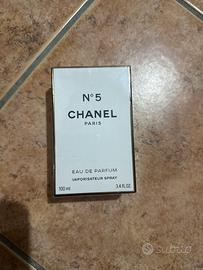 N°5
CHANEL
PARIS
EAU DE PARFUM
VAPORISATEUR SPRAY
100 ml 3.4 FL.OZ.
subito